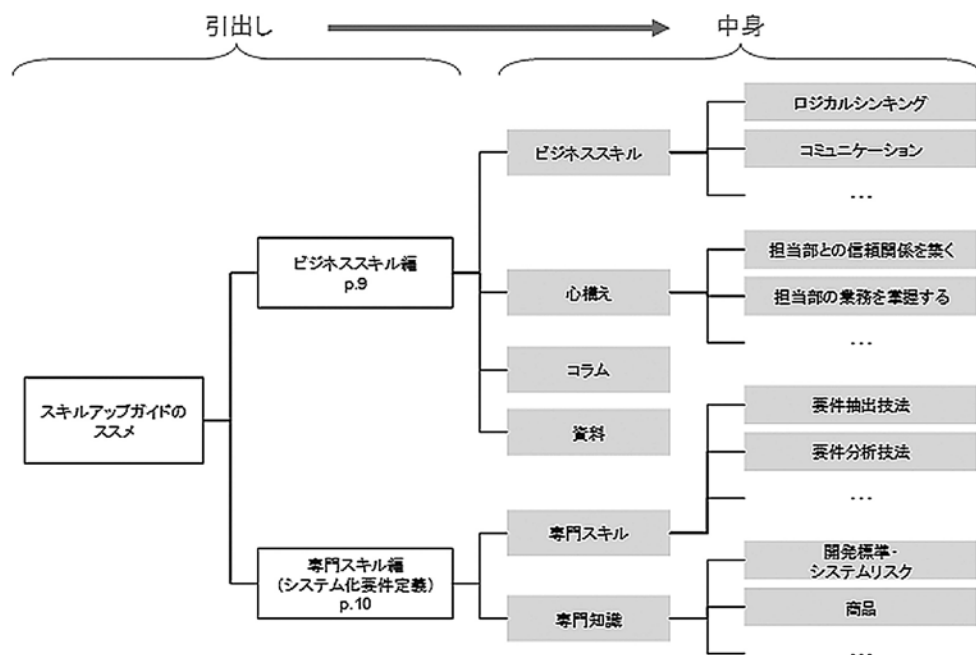 引出し
中身
スキルアップガイドの
ススメ
ビジネススキル編
p.9
ビジネススキル
ロジカルシンキング
コミュニケーション
...
心構え
担当部との信頼関係を築く
担当部の業務を掌握する
...
コラム
資料
専門スキル編
(システム化要件定義)
p.10
専門スキル
要件抽出技法
要件分析技法
...
専門知識
開発標準・
システムリスク
商品
...